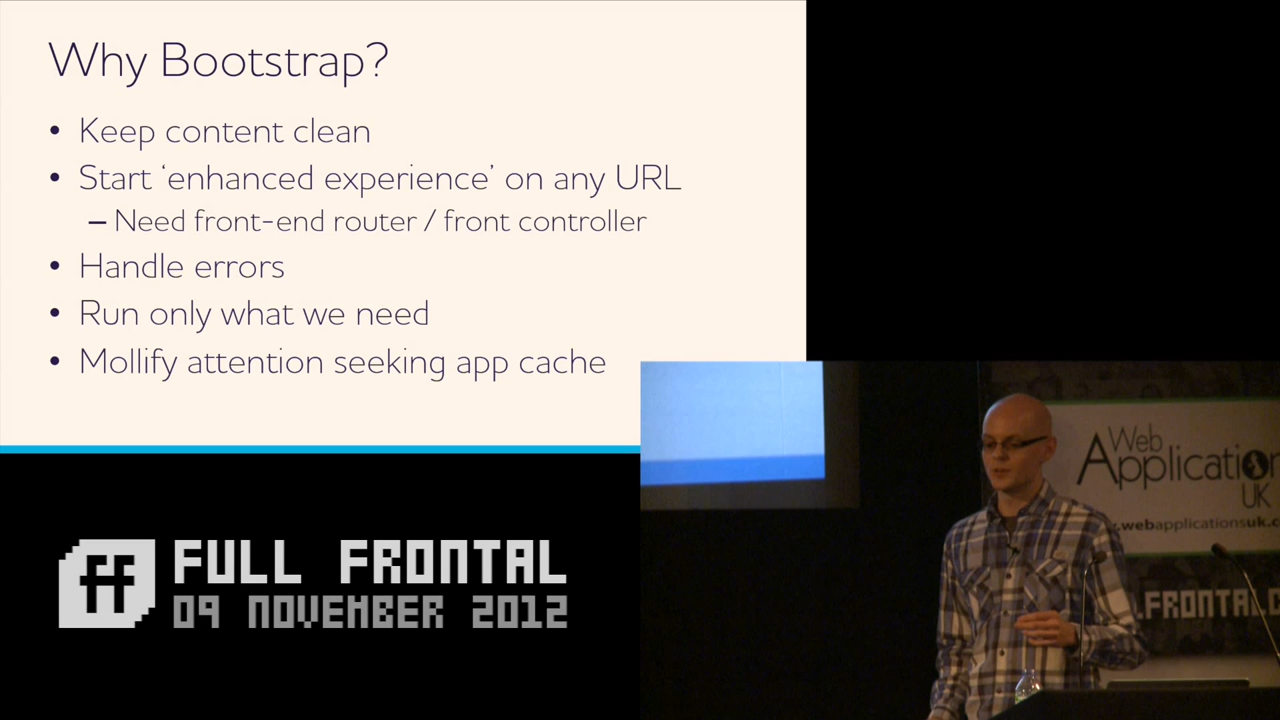 Why Bootstrap?
• Keep content clean
• Start ‘enhanced experience’ on any URL
– Need front-end router / front controller
• Handle errors
• Run only what we need
• Mollify attention seeking app cache
ff FULL FRONTAL
09 NOVEMBER 2012
Web
Application
UK
.webapplicationsuk.c
.FRONTAL.C